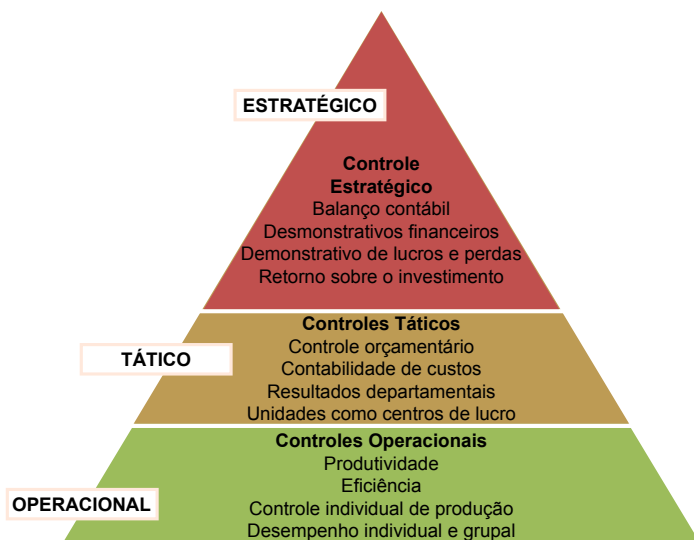 ESTRATÉGICO
Controle
Estratégico
Balanço contábil
Desmonstrativos financeiros
Demonstrativo de lucros e perdas
Retorno sobre o investimento
Controles Táticos
TÁTICO
Controle orçamentário
Contabilidade de custos
Resultados departamentais
Unidades como centros de lucro
Controles Operacionais
Produtividade
Eficiência
OPERACIONAL
Controle individual de produção
Desempenho individual e grupal